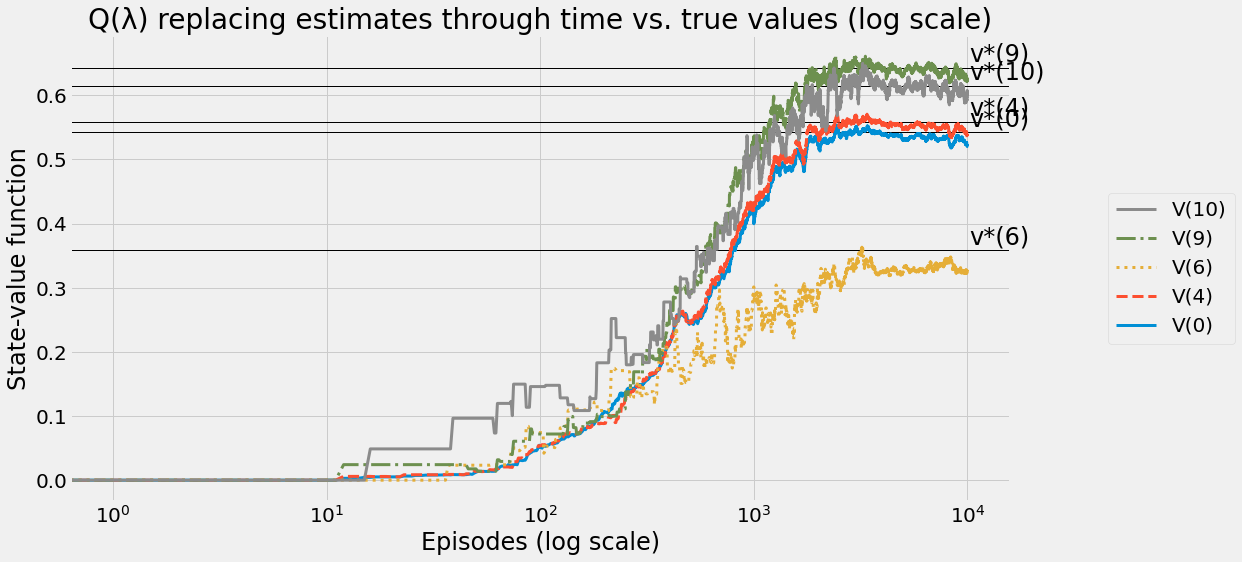 Q(λ) replacing estimates through time vs. true values (log scale)
State-value function
0.6
0.5
0.4
0.3
0.2
0.1
0.0
v*(9)
v*(10)
v*(4)
v*(0)
v*(6)
10⁰
10¹
10²
10³
10⁴
Episodes (log scale)
V(10)
V(9)
V(6)
V(4)
V(0)